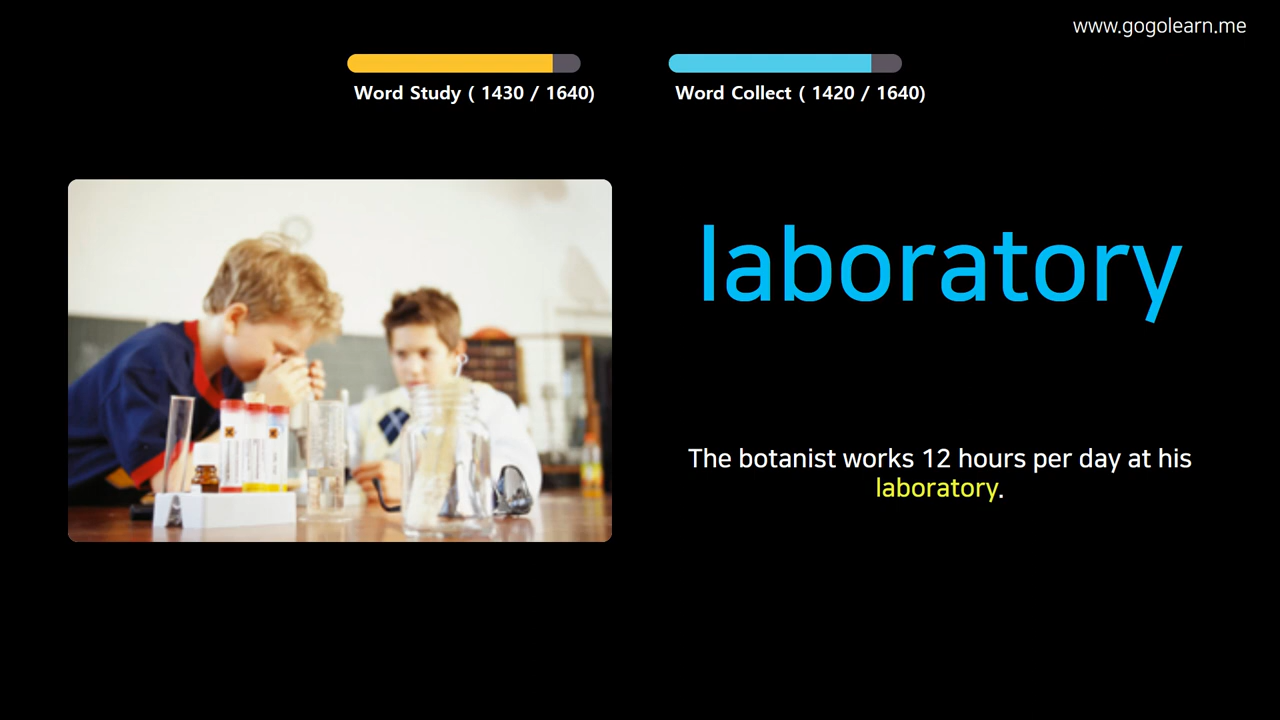 www.gogolearn.me
Word Study ( 1430 / 1640)
Word Collect ( 1420 / 1640)
laboratory
The botanist works 12 hours per day at his
laboratory.